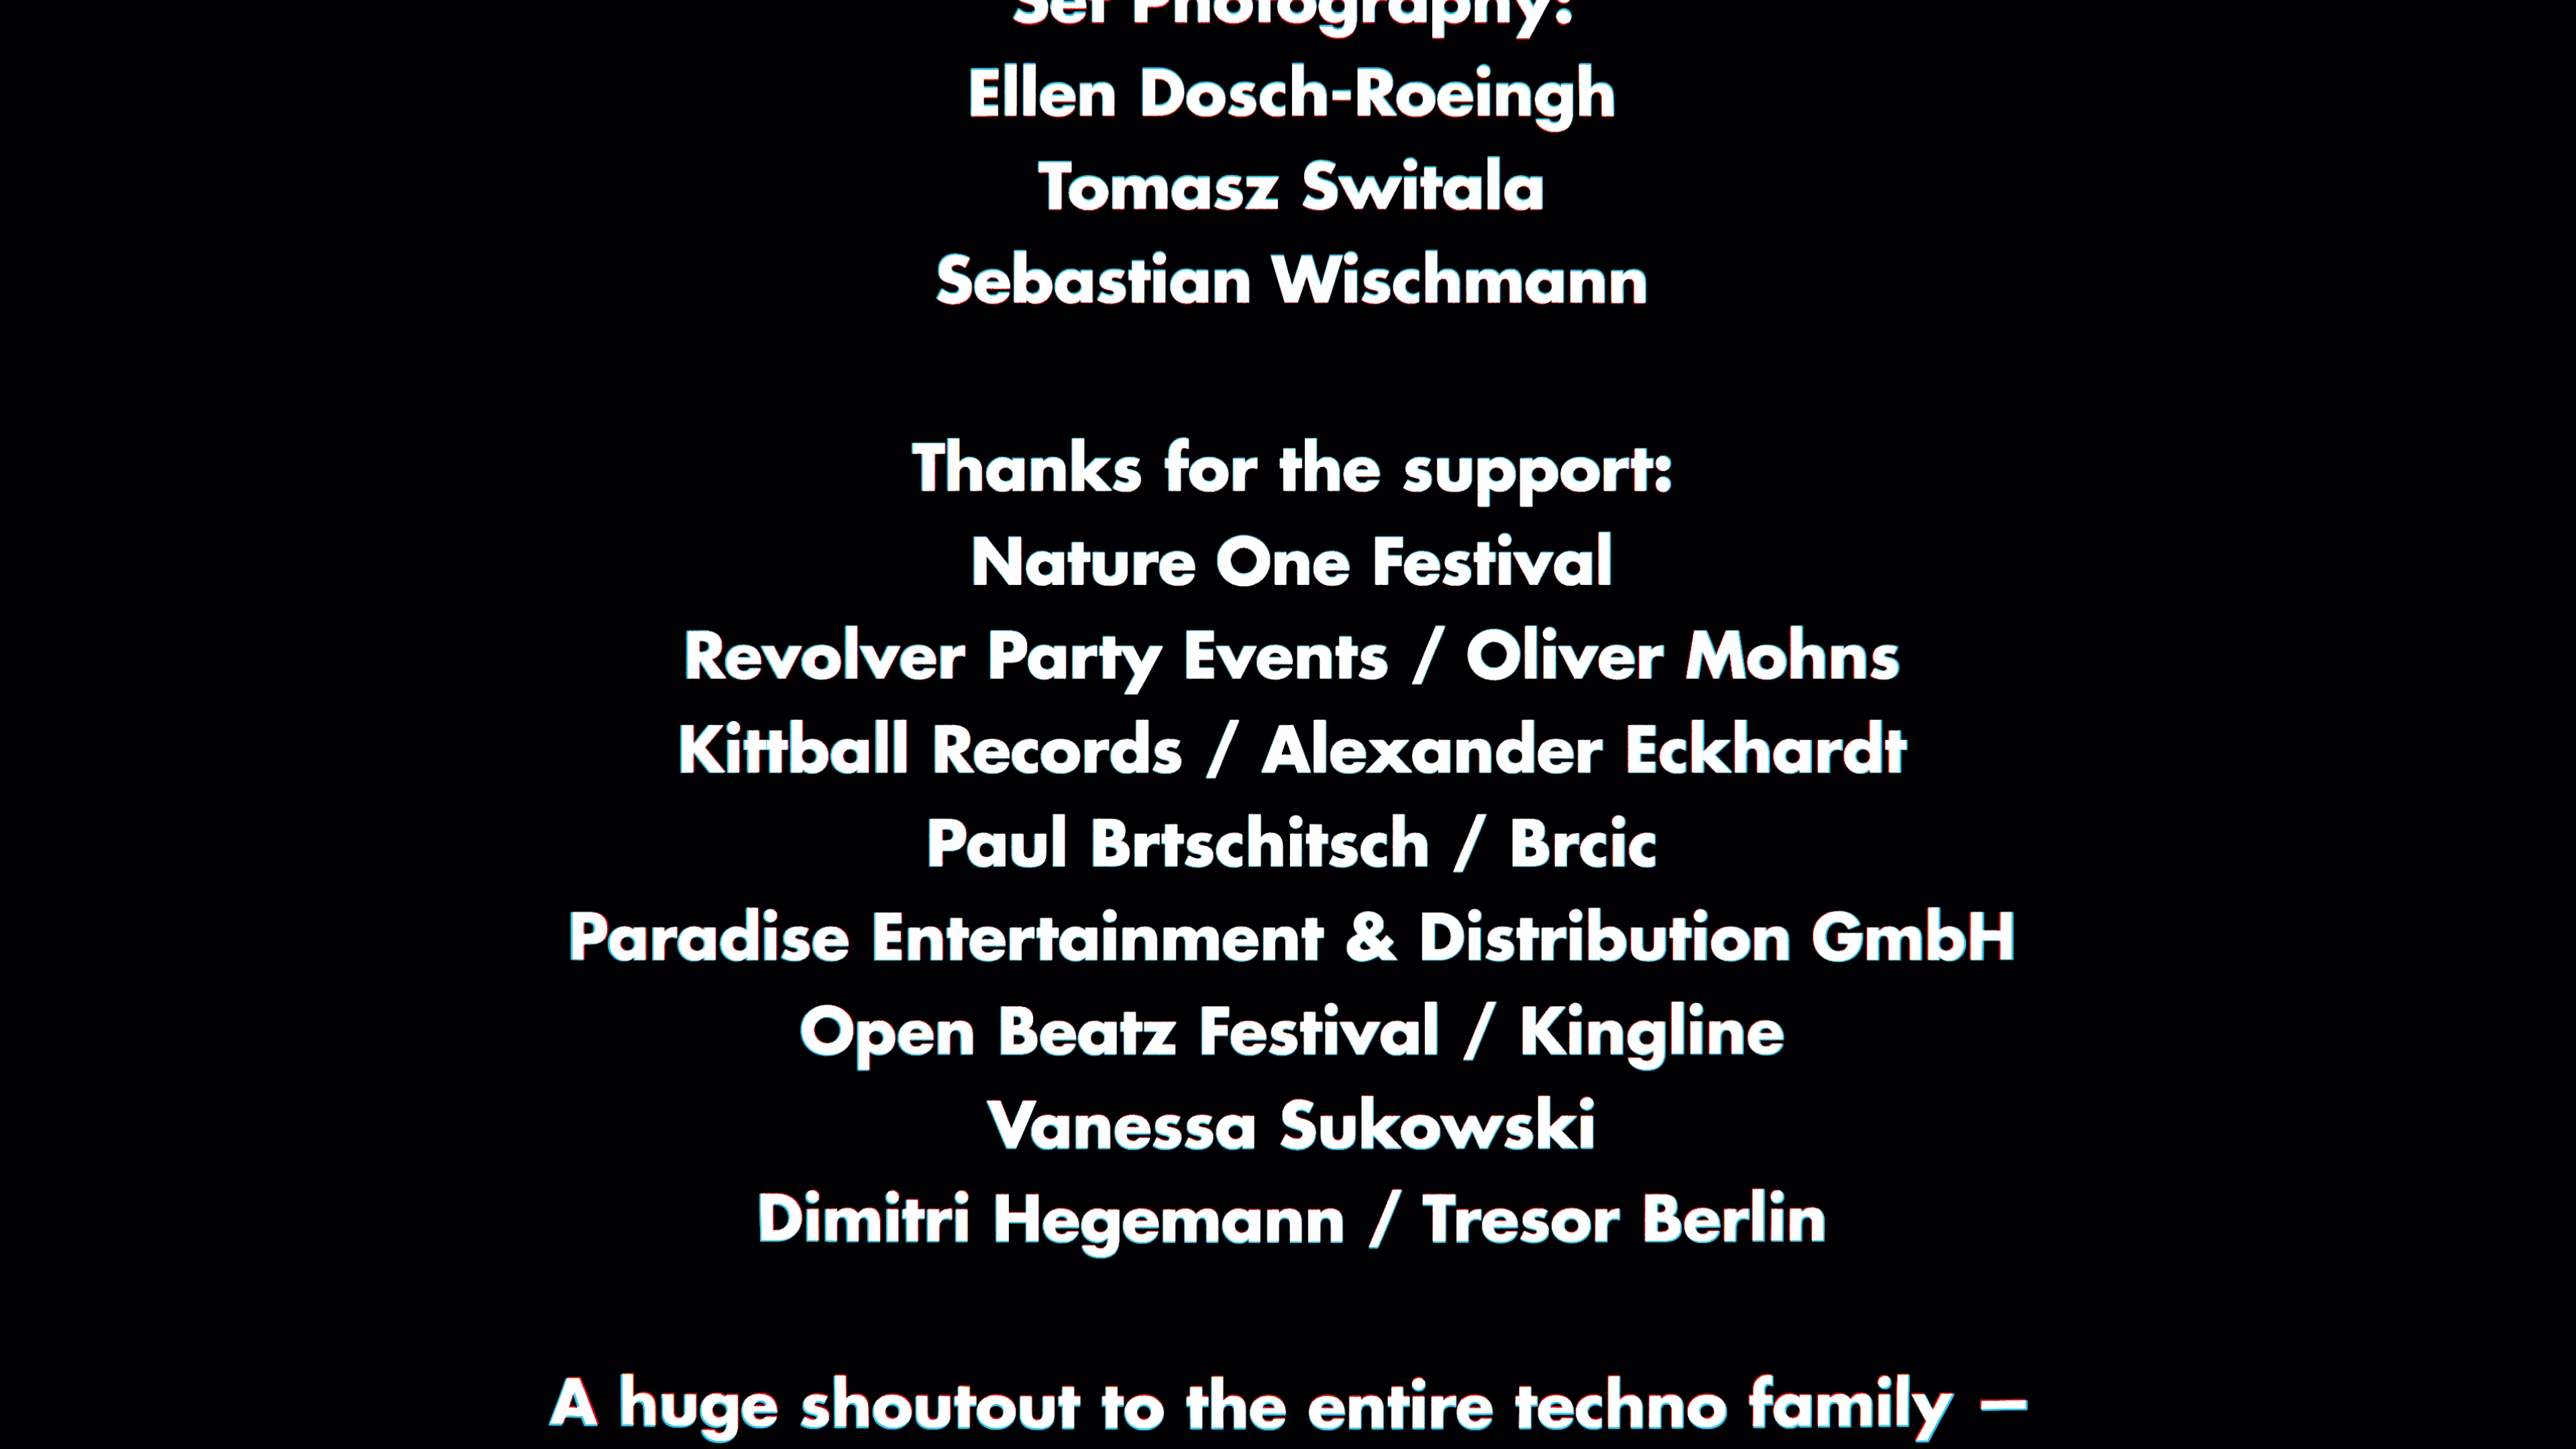 Set Photography:
Ellen Dosch-Roeingh
Tomasz Switala
Sebastian Wischmann
Thanks for the support:
Nature One Festival
Revolver Party Events / Oliver Mohns
Kittball Records / Alexander Eckhardt
Paul Brtschitsch / Brcic
Paradise Entertainment & Distribution GmbH
Open Beatz Festival / Kingline
Vanessa Sukowski
Dimitri Hegemann / Tresor Berlin
A huge shoutout to the entire techno family –